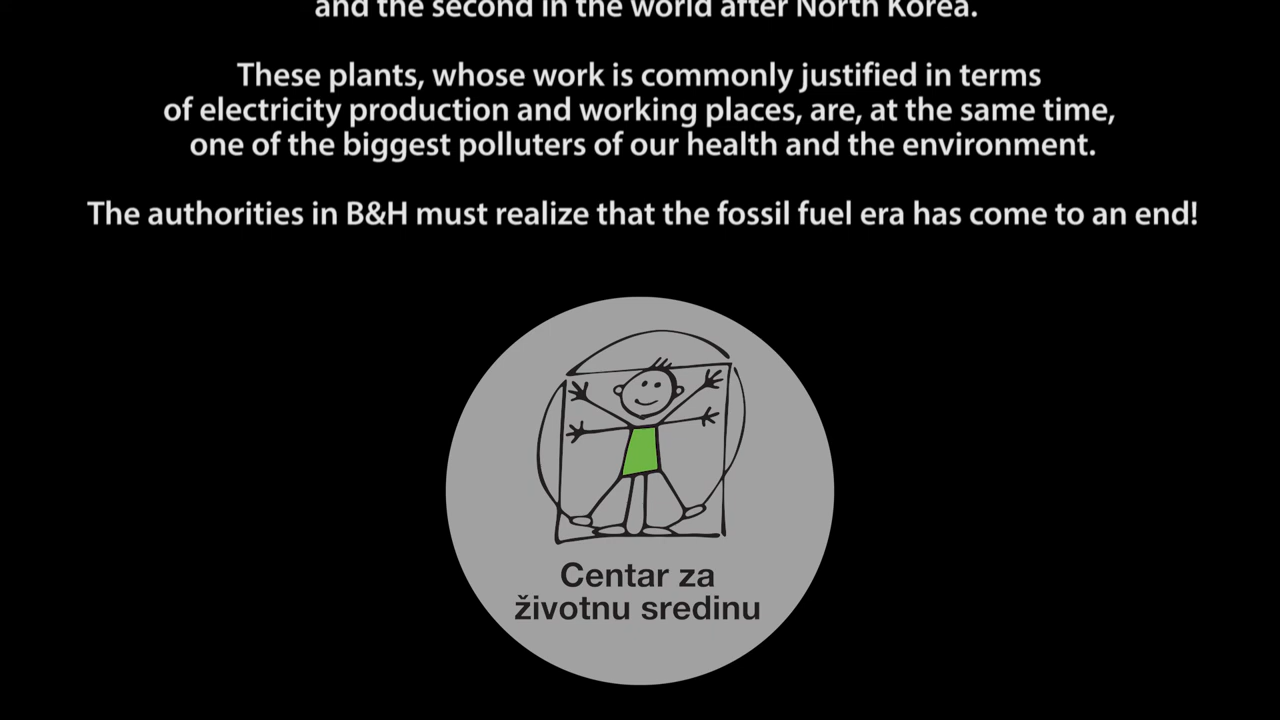 and the second in the world after North Korea.
These plants, whose work is commonly justified in terms
of electricity production and working places, are, at the same time,
one of the biggest polluters of our health and the environment.
The authorities in B&H must realize that the fossil fuel era has come to an end!
Centar za
životnu sredinu